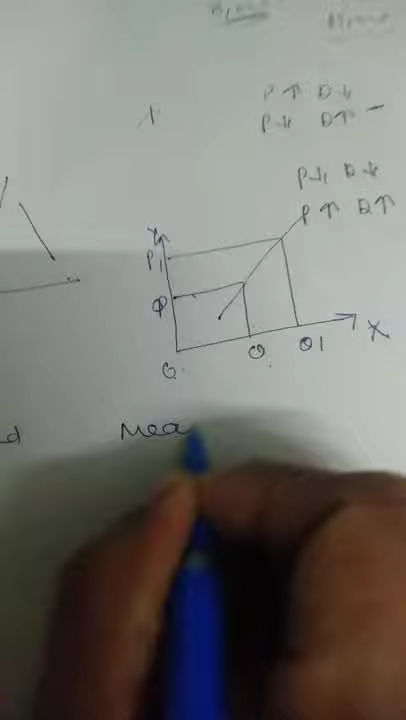 P ↑ D ↓
P ↓ D ↑ -
P ↓ D ↓
P ↑ D ↑
Y
P1
P
O
Q
Q1
X
d
Mea